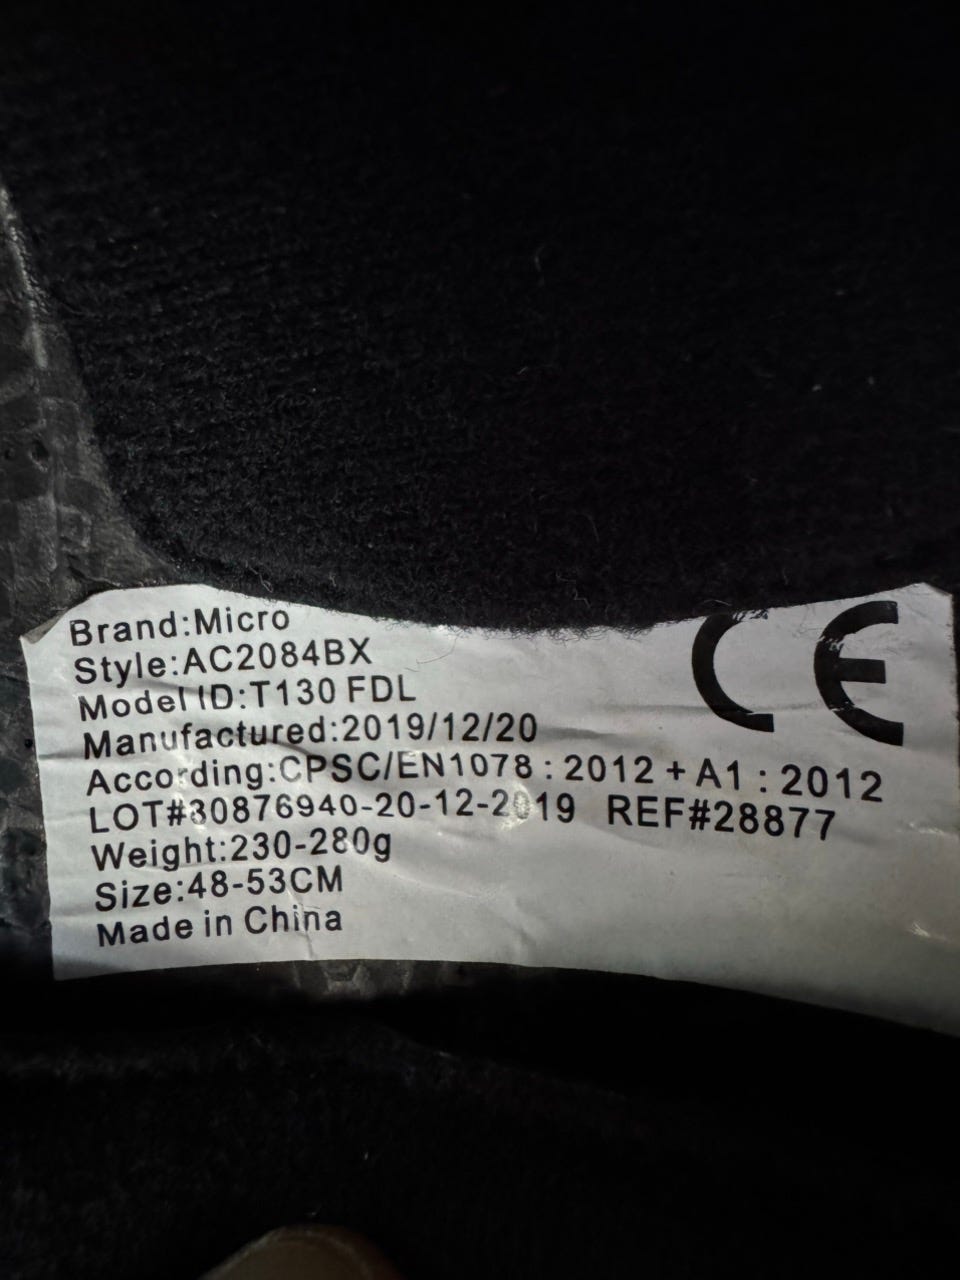 Brand:Micro
Style:AC2084BX
Model ID:T130 FDL
Manufactured:2019/12/20
According:CPSC/EN1078 : 2012 + A1 : 2012
LOT#30876940-20-12-2019 REF#28877
Weight:230-280g
Size:48-53CM
Made in China
CE